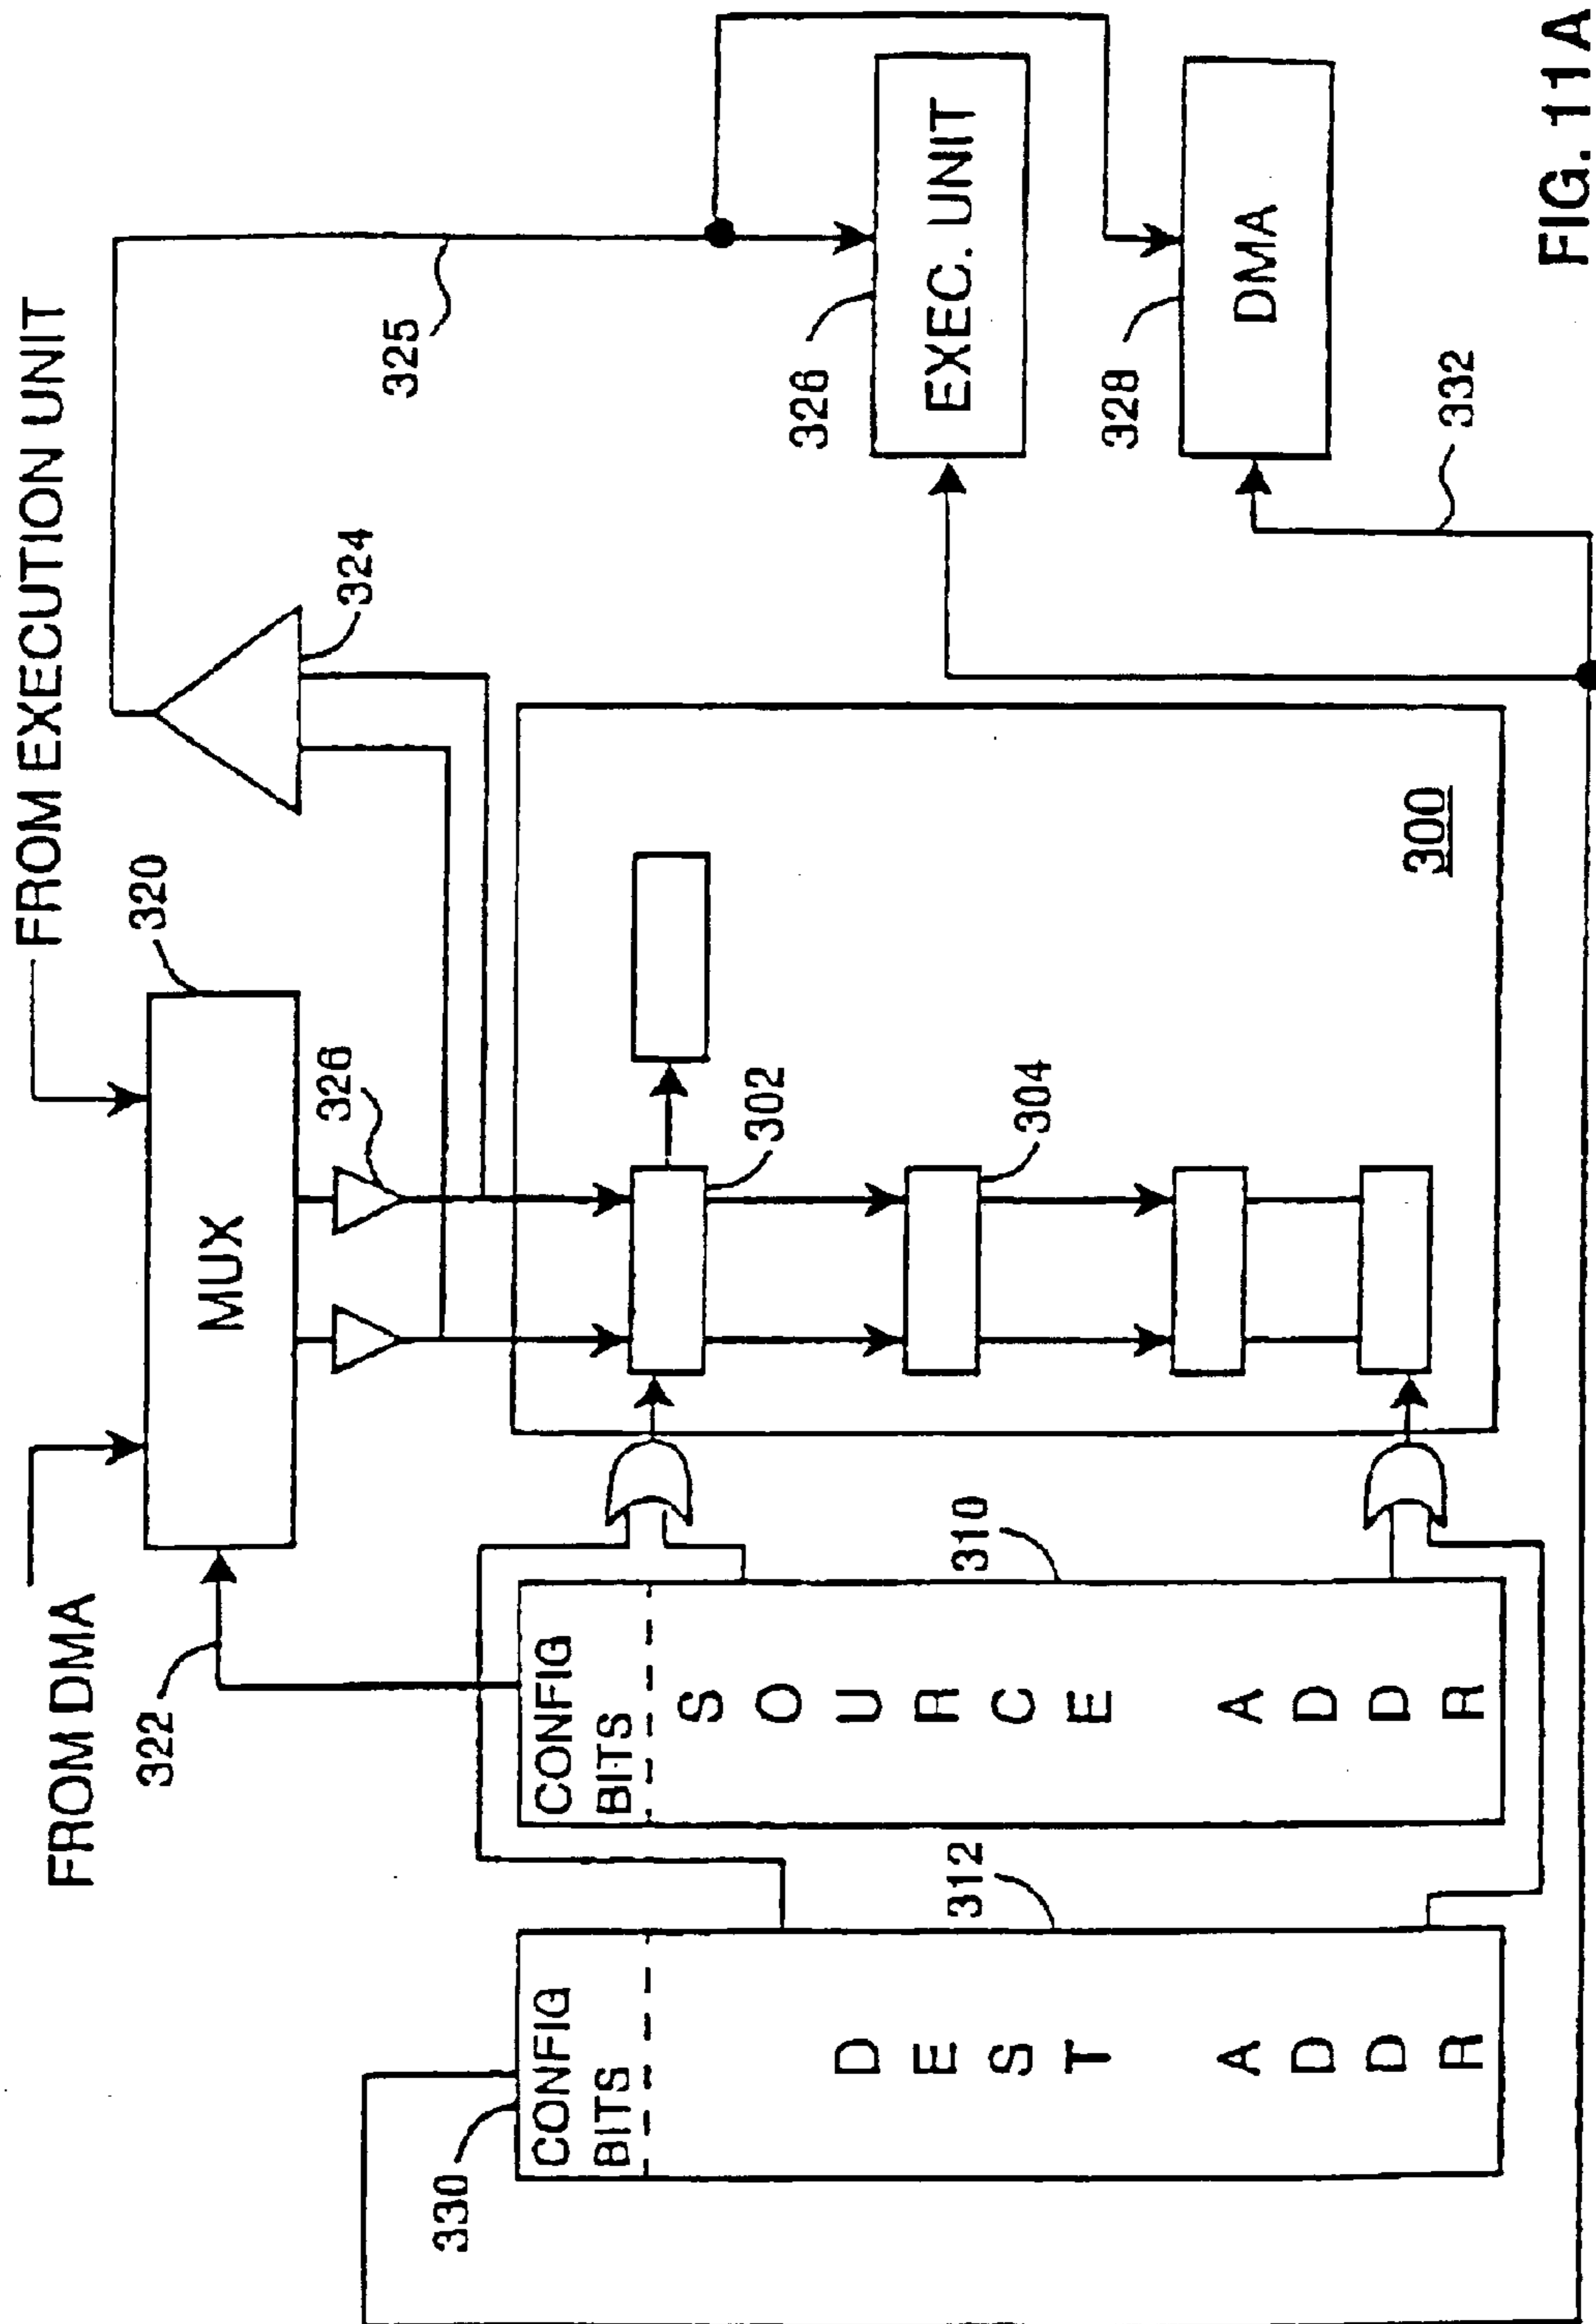 FROM EXECUTION UNIT
FROM DMA
320
322
MUX
326
324
325
CONFIG
BITS
330
DEST ADDR
312
CONFIG
BITS
SOURCE ADDR
310
302
304
300
326
EXEC. UNIT
328
DMA
332
FIG. 11A